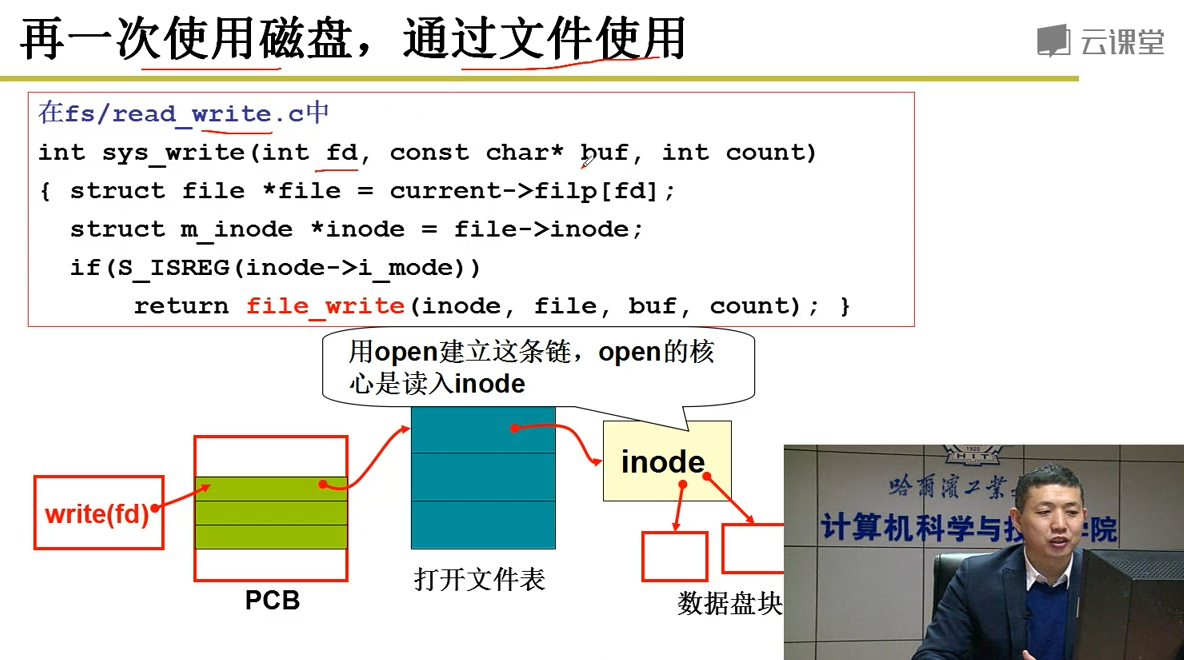 再一次使用磁盘，通过文件使用
云课堂
在fs/read_write.c中
int sys_write(int fd, const char* buf, int count)
{ struct file *file = current->filp[fd];
struct m_inode *inode = file->inode;
if(S_ISREG(inode->i_mode))
return file_write(inode, file, buf, count); }
用open建立这条链，open的核
心是读入inode
inode
write(fd)
PCB
打开文件表
数据盘块
1920
HIT
哈爾濱工業
计算机科学与技 学院